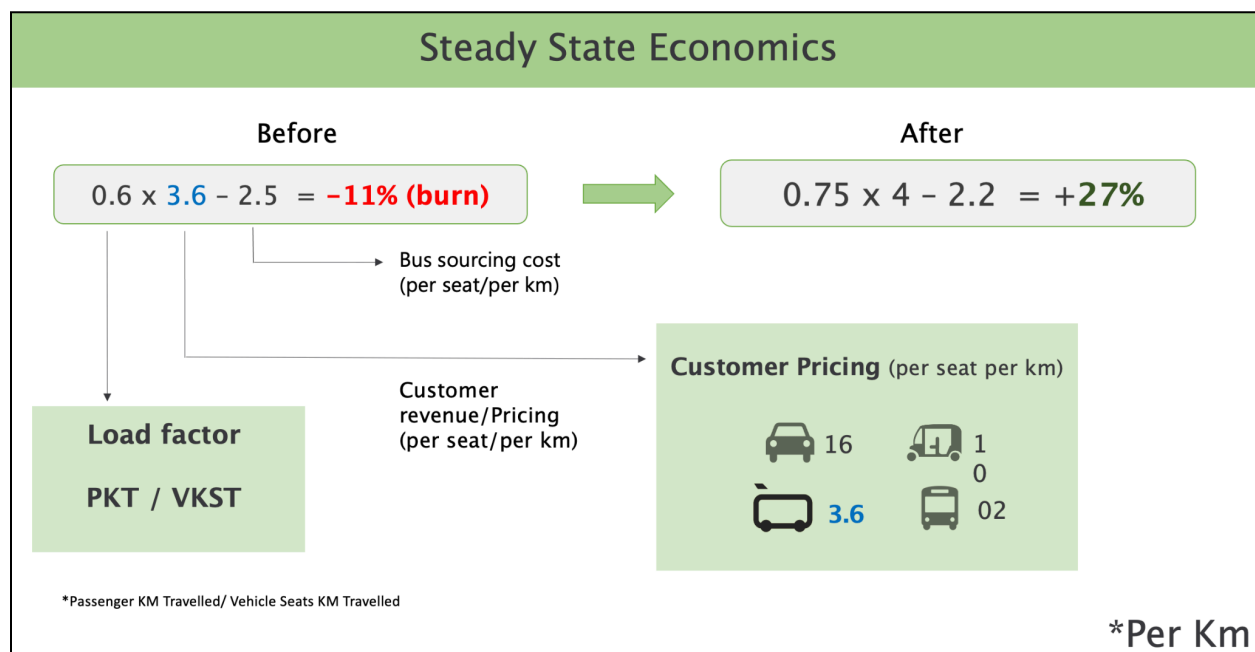 Steady State Economics
Before
After
0.6 x 3.6 – 2.5 = –11% (burn)
0.75 x 4 – 2.2 = +27%
Bus sourcing cost
(per seat/per km)
Customer
revenue/Pricing
(per seat/per km)
Customer Pricing (per seat per km)
16
1
0
3.6
02
Load factor
PKT / VKST
*Passenger KM Travelled/ Vehicle Seats KM Travelled
*Per Km